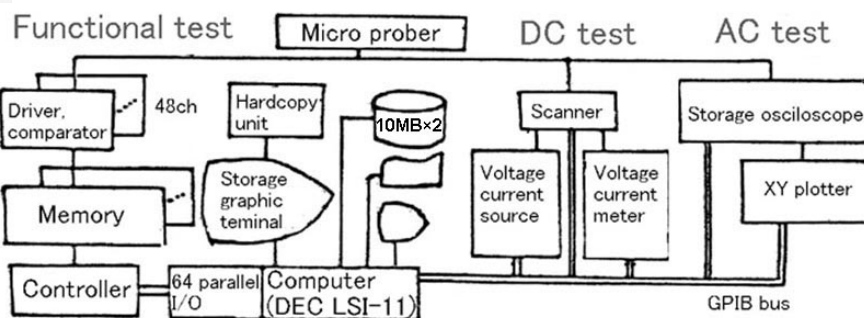 Functional test
Micro prober
DC test
AC test
Driver,
comparator
48ch
Hardcopy
unit
10MB×2
Scanner
Storage osciloscope
Memory
Storage
graphic
teminal
Voltage
current
source
Voltage
current
meter
XY plotter
Controller
64 parallel
I/O
Computer
(DEC LSI-11)
GPIB bus